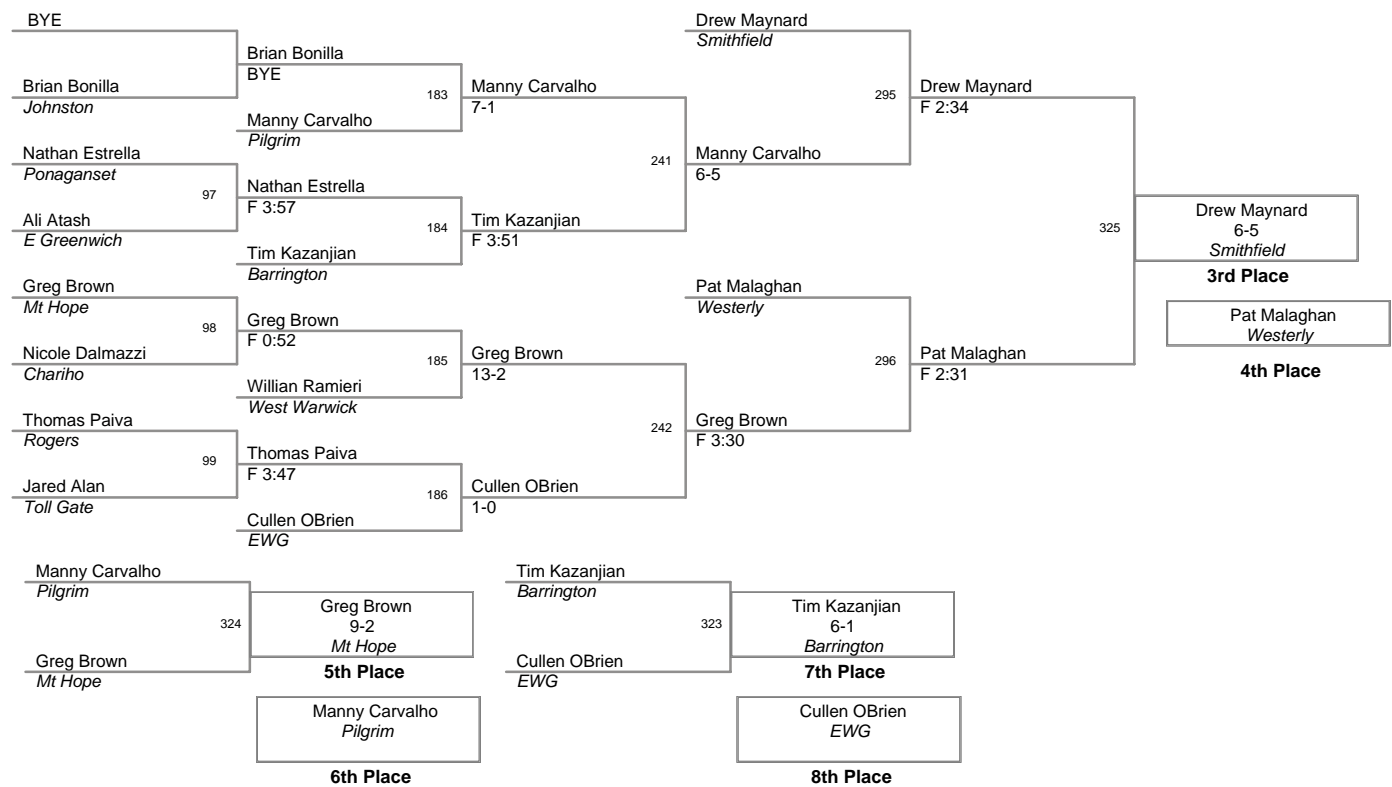 BYE
Brian Bonilla
Johnston
Nathan Estrella
Ponaganset
97
Ali Atash
E Greenwich
Greg Brown
Mt Hope
98
Nicole Dalmazzi
Chariho
Thomas Paiva
Rogers
99
Jared Alan
Toll Gate
Brian Bonilla
BYE
183
Manny Carvalho
Pilgrim
Nathan Estrella
F 3:57
184
Tim Kazanjian
Barrington
Greg Brown
F 0:52
185
Willian Ramieri
West Warwick
Thomas Paiva
F 3:47
186
Cullen OBrien
EWG
Manny Carvalho
7-1
241
Tim Kazanjian
F 3:51
Greg Brown
13-2
242
Cullen OBrien
1-0
Drew Maynard
Smithfield
295
Manny Carvalho
6-5
Pat Malaghan
Westerly
296
Greg Brown
F 3:30
Drew Maynard
F 2:34
325
Pat Malaghan
F 2:31
Drew Maynard
6-5
Smithfield
3rd Place
Pat Malaghan
Westerly
4th Place
Manny Carvalho
Pilgrim
324
Greg Brown
Mt Hope
Greg Brown
9-2
Mt Hope
5th Place
Manny Carvalho
Pilgrim
6th Place
Tim Kazanjian
Barrington
323
Cullen OBrien
EWG
Tim Kazanjian
6-1
Barrington
7th Place
Cullen OBrien
EWG
8th Place